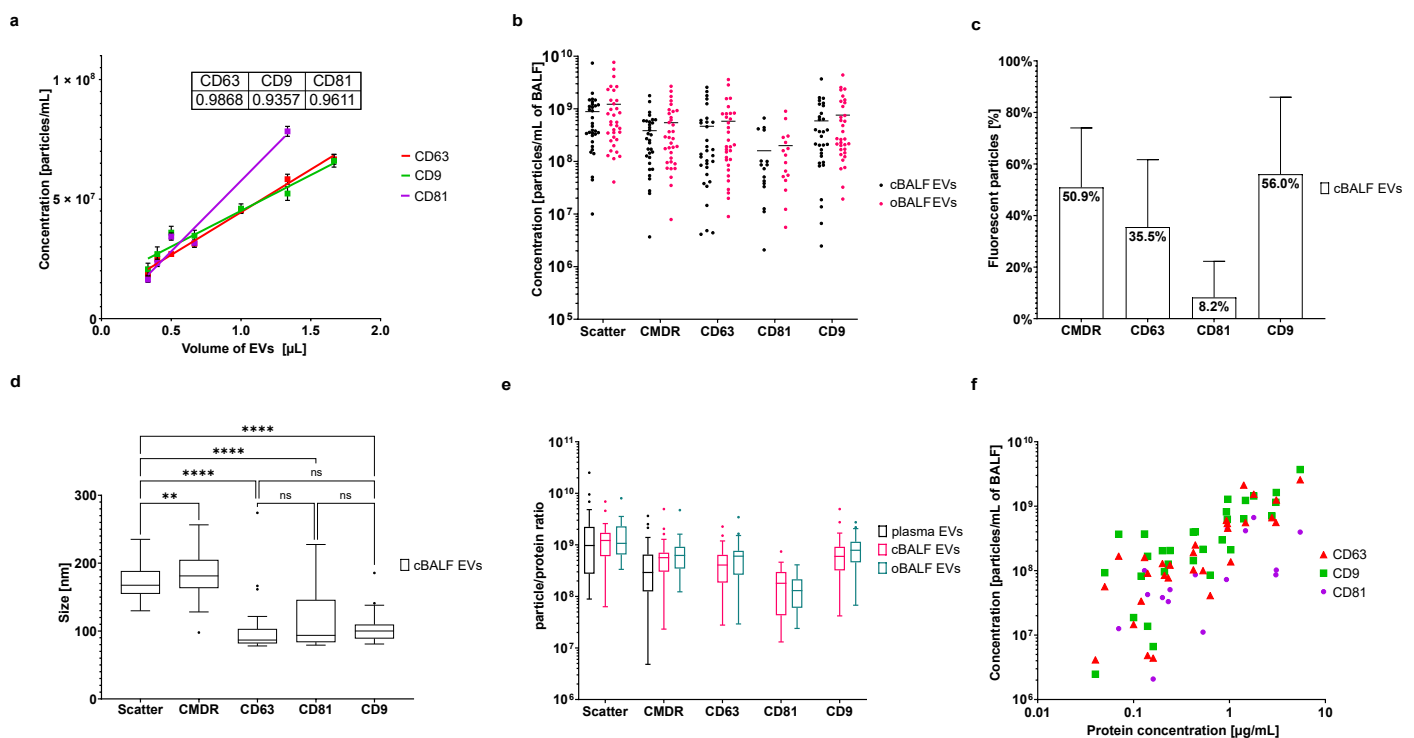 a
Concentration [particles/mL]
1 × 10⁸
5 × 10⁷
0
0.0 0.5 1.0 1.5 2.0
Volume of EVs [µL]
CD63 CD9 CD81
0.9868 0.9357 0.9611
CD63
CD9
CD81
b
Concentration [particles/mL of BALF]
10¹⁰
10⁹
10⁸
10⁷
10⁶
10⁵
Scatter CMDR CD63 CD81 CD9
cBALF EVs
oBALF EVs
c
Fluorescent particles [%]
100%
80%
60%
40%
20%
0%
50.9%
35.5%
8.2%
56.0%
CMDR CD63 CD81 CD9
cBALF EVs
d
Size [nm]
300
200
100
0
****
****
**** ns
** ns ns
Scatter CMDR CD63 CD81 CD9
cBALF EVs
e
particle/protein ratio
10¹¹
10¹⁰
10⁹
10⁸
10⁷
10⁶
Scatter CMDR CD63 CD81 CD9
plasma EVs
cBALF EVs
oBALF EVs
f
Concentration [particles/mL of BALF]
10¹⁰
10⁹
10⁸
10⁷
10⁶
0.01 0.1 1 10
Protein concentration [µg/mL]
CD63
CD9
CD81